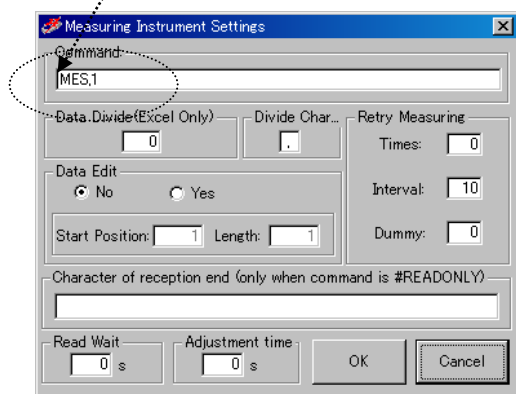 Measuring Instrument Settings
Command:
MES,1
Data Divide(Excel Only)
0
Divide Char...
,
Retry Measuring
Times:
0
Interval:
10
Dummy:
0
Data Edit
No
Yes
Start Position:
1
Length:
1
Character of reception end (only when command is #READONLY)
Read Wait
0 s
Adjustment time
0 s
OK
Cancel